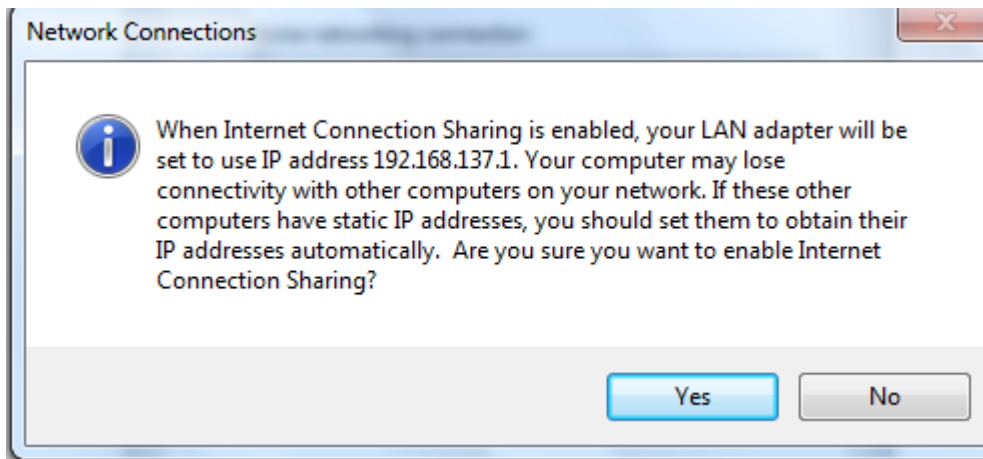 Network Connections
When Internet Connection Sharing is enabled, your LAN adapter will be
set to use IP address 192.168.137.1. Your computer may lose
connectivity with other computers on your network. If these other
computers have static IP addresses, you should set them to obtain their
IP addresses automatically.  Are you sure you want to enable Internet
Connection Sharing?
Yes
No